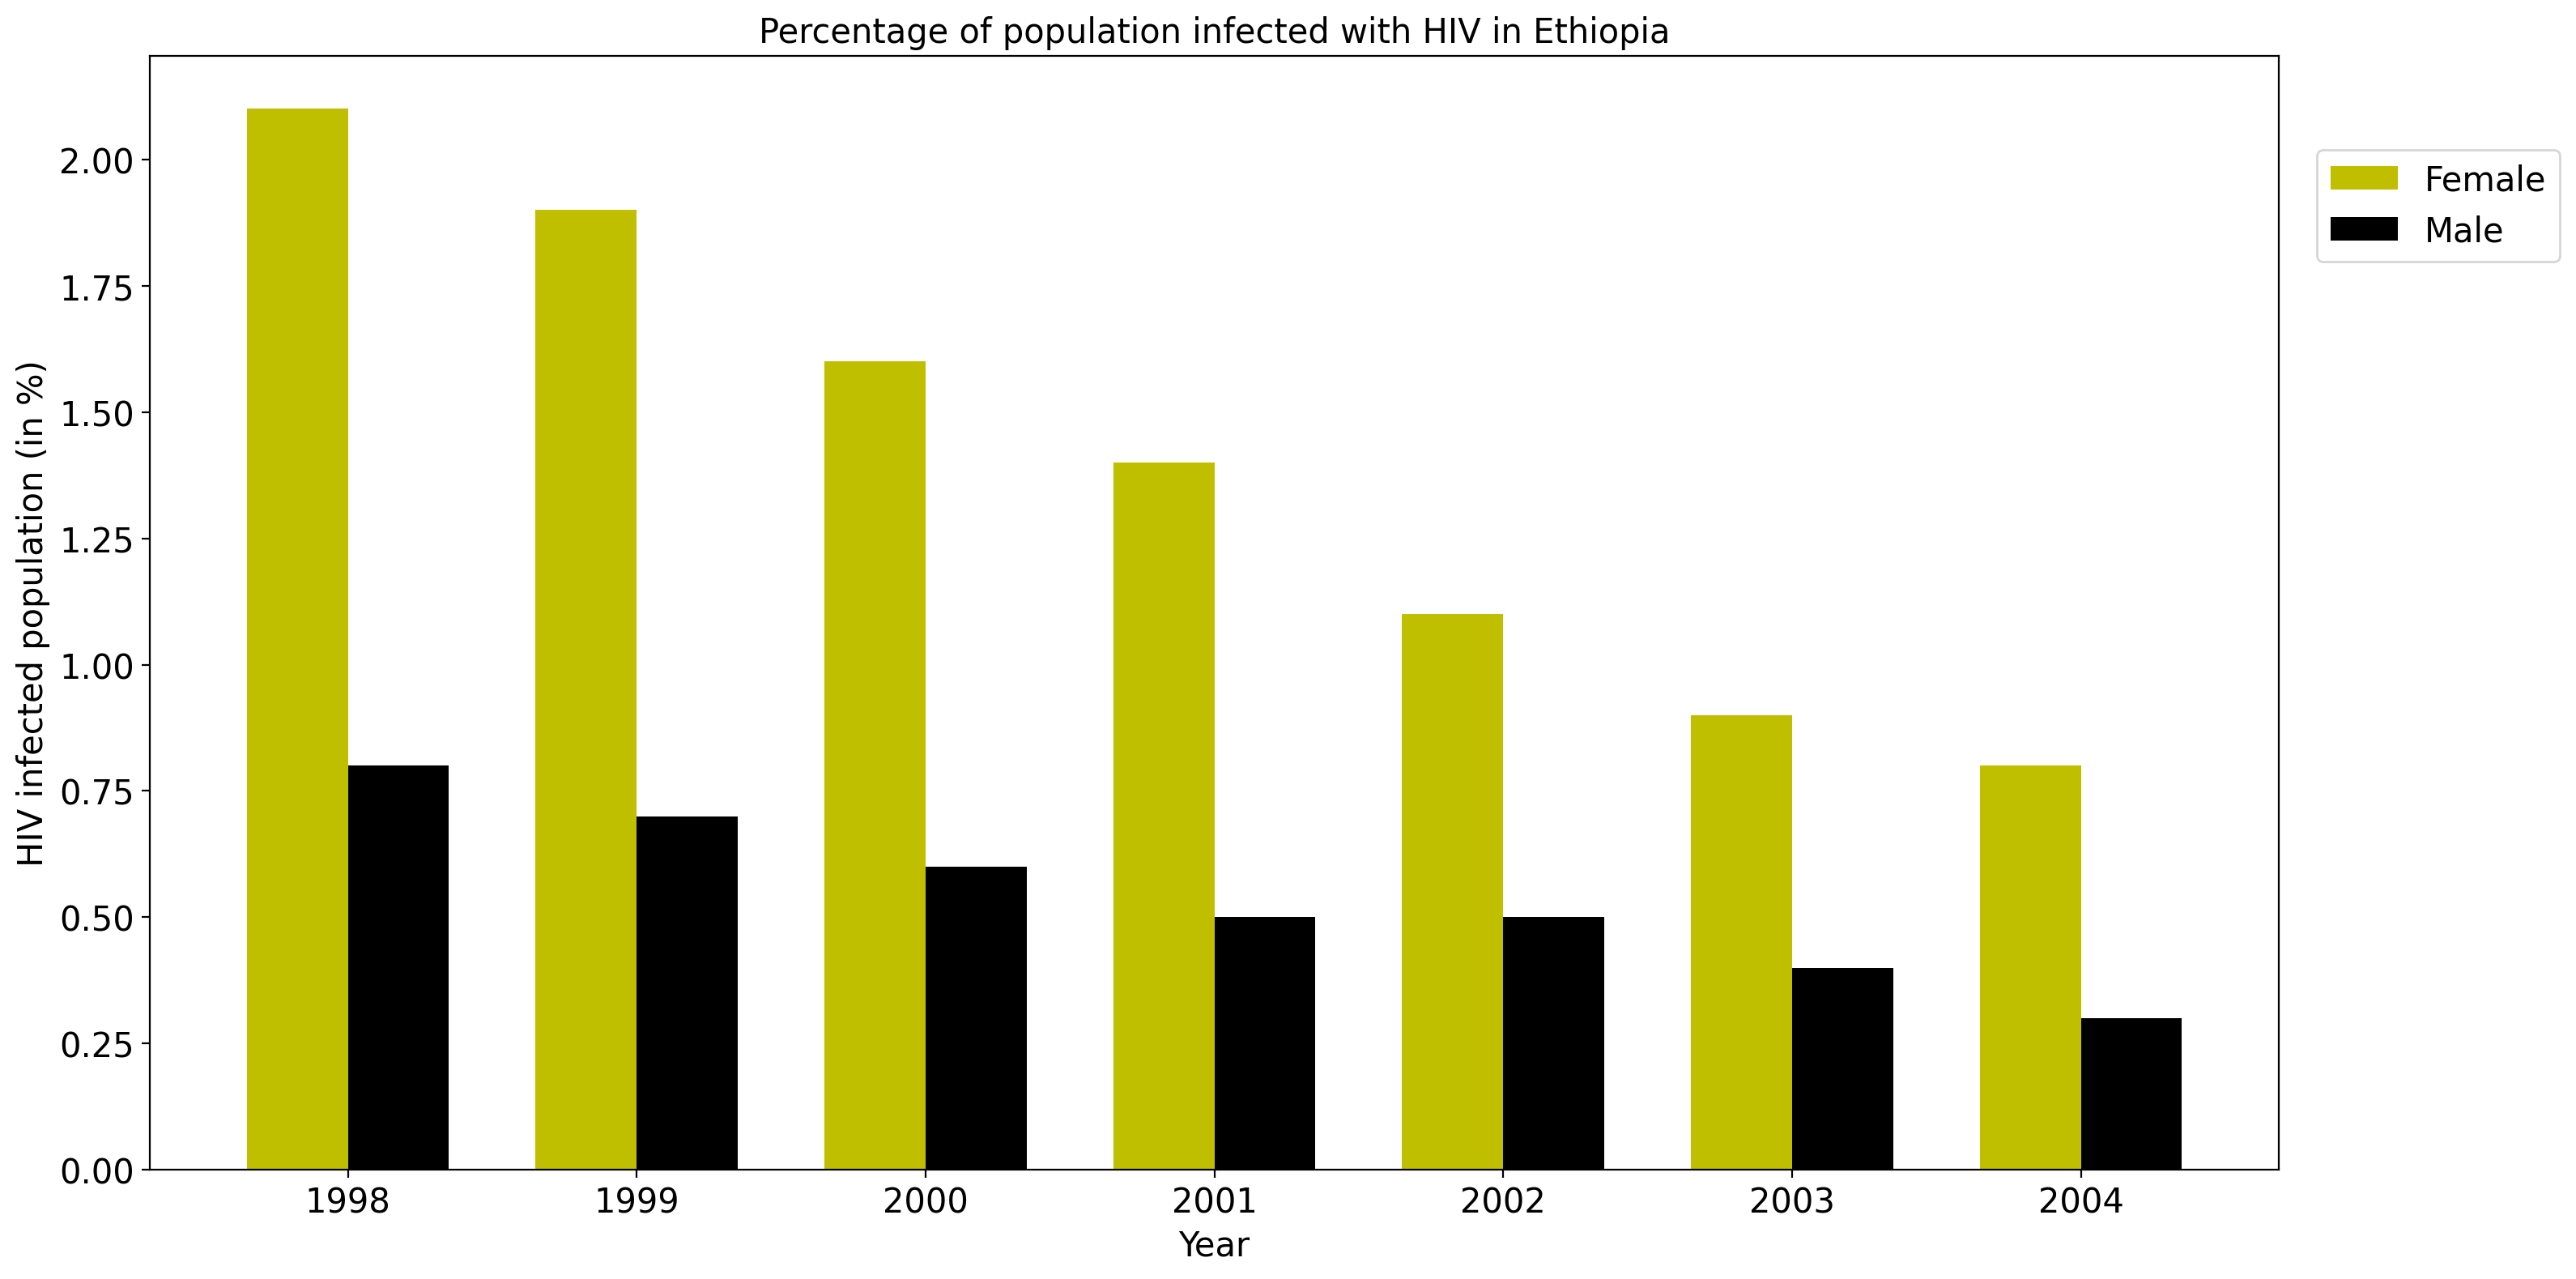 Percentage of population infected with HIV in Ethiopia
HIV infected population (in %)
2.00
1.75
1.50
1.25
1.00
0.75
0.50
0.25
0.00
1998 1999 2000 2001 2002 2003 2004
Year
Female
Male